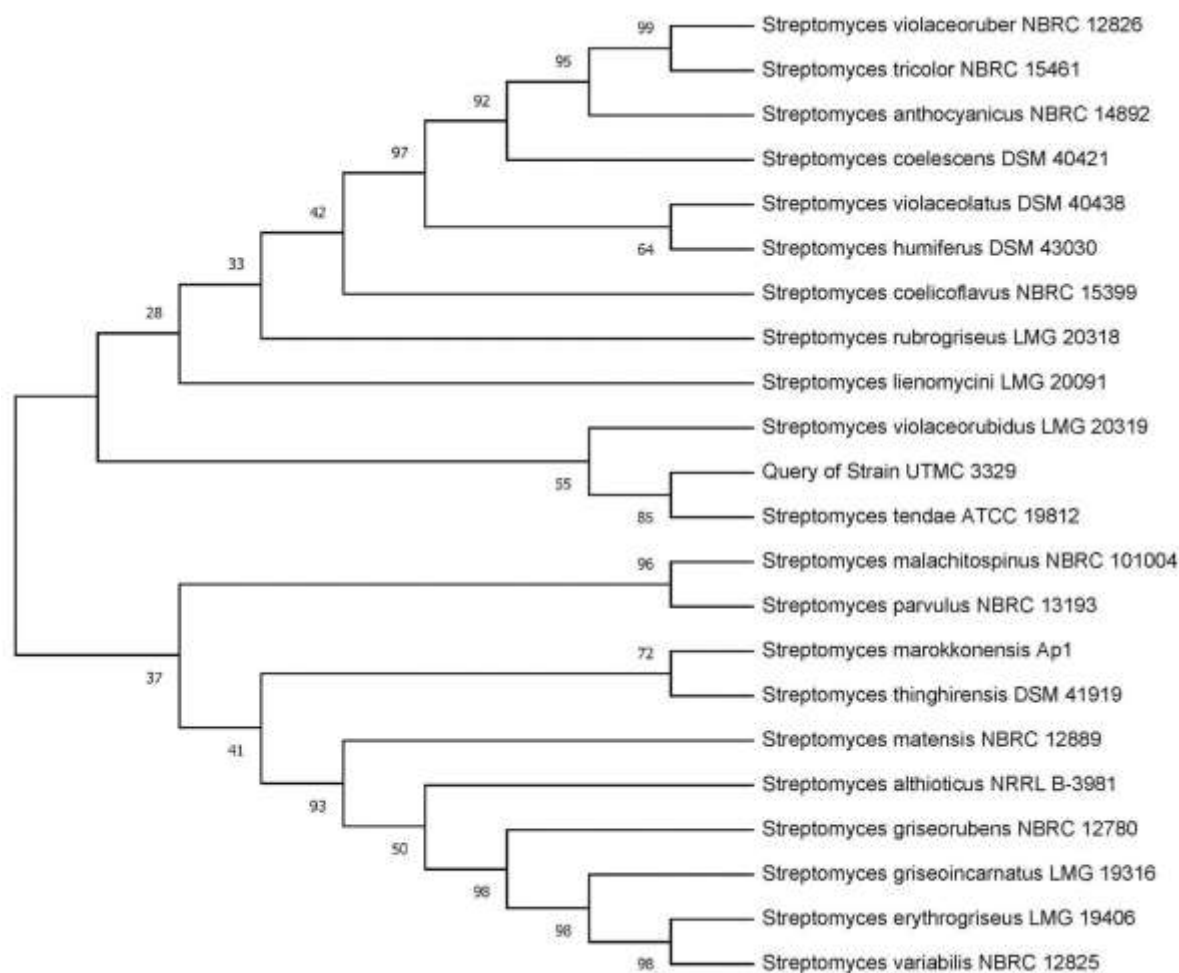 99
Streptomyces violaceoruber NBRC 12826
95
Streptomyces tricolor NBRC 15461
92
Streptomyces anthocyanicus NBRC 14892
97
Streptomyces coelescens DSM 40421
42
Streptomyces violaceolatus DSM 40438
64
Streptomyces humiferus DSM 43030
33
Streptomyces coelicoflavus NBRC 15399
28
Streptomyces rubrogriseus LMG 20318
Streptomyces lienomycini LMG 20091
Streptomyces violaceorubidus LMG 20319
55
Query of Strain UTMC 3329
85
Streptomyces tendae ATCC 19812
96
Streptomyces malachitospinus NBRC 101004
Streptomyces parvulus NBRC 13193
37
72
Streptomyces marokkonensis Ap1
Streptomyces thinghirensis DSM 41919
41
Streptomyces matensis NBRC 12889
93
Streptomyces althioticus NRRL B-3981
50
Streptomyces griseorubens NBRC 12780
98
Streptomyces griseoincarnatus LMG 19316
98
Streptomyces erythrogriseus LMG 19406
98
Streptomyces variabilis NBRC 12825